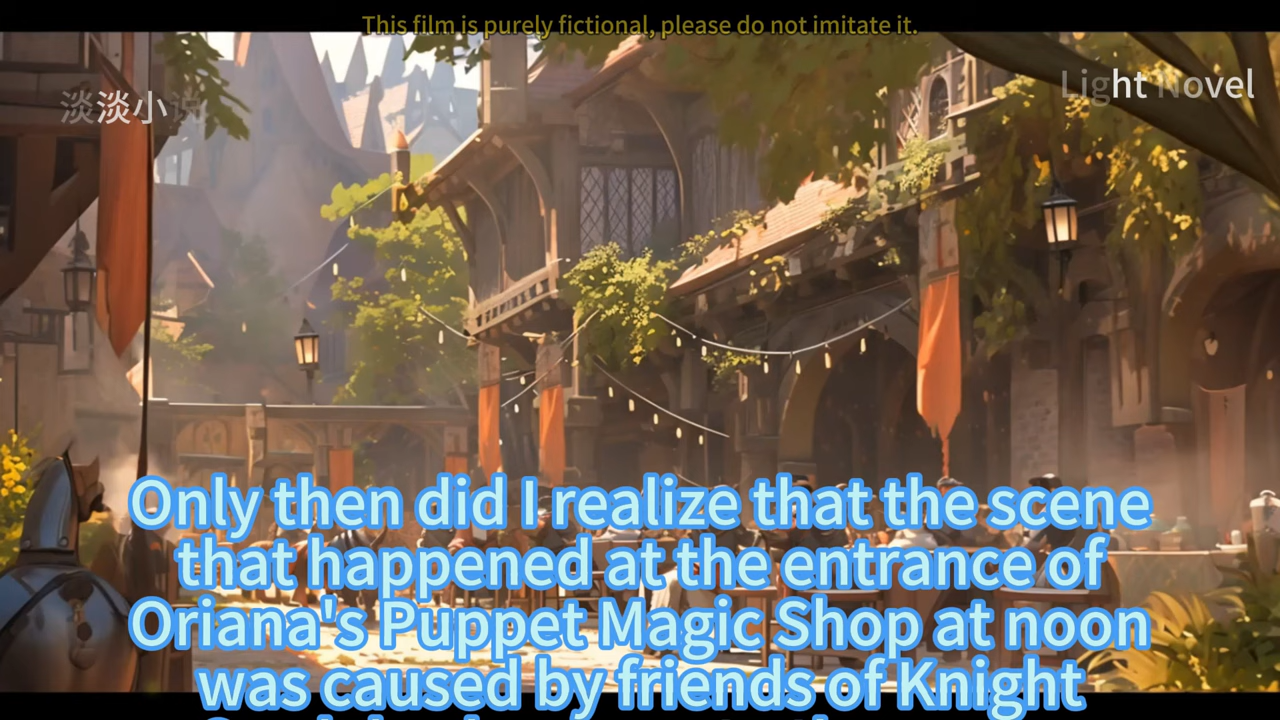 This film is purely fictional, please do not imitate it.
淡淡小说
Light Novel
Only then did I realize that the scene
that happened at the entrance of
Oriana's Puppet Magic Shop at noon
was caused by friends of Knight